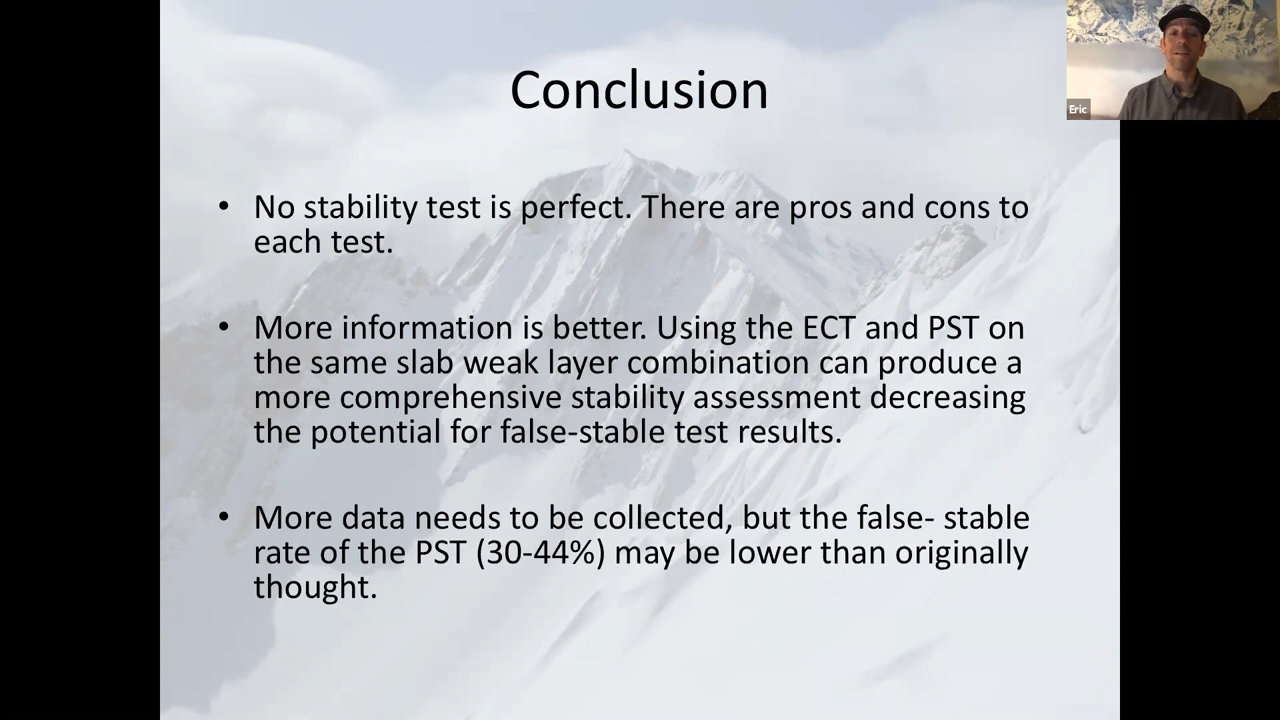 Conclusion
Eric
• No stability test is perfect. There are pros and cons to
each test.
• More information is better. Using the ECT and PST on
the same slab weak layer combination can produce a
more comprehensive stability assessment decreasing
the potential for false-stable test results.
• More data needs to be collected, but the false- stable
rate of the PST (30-44%) may be lower than originally
thought.